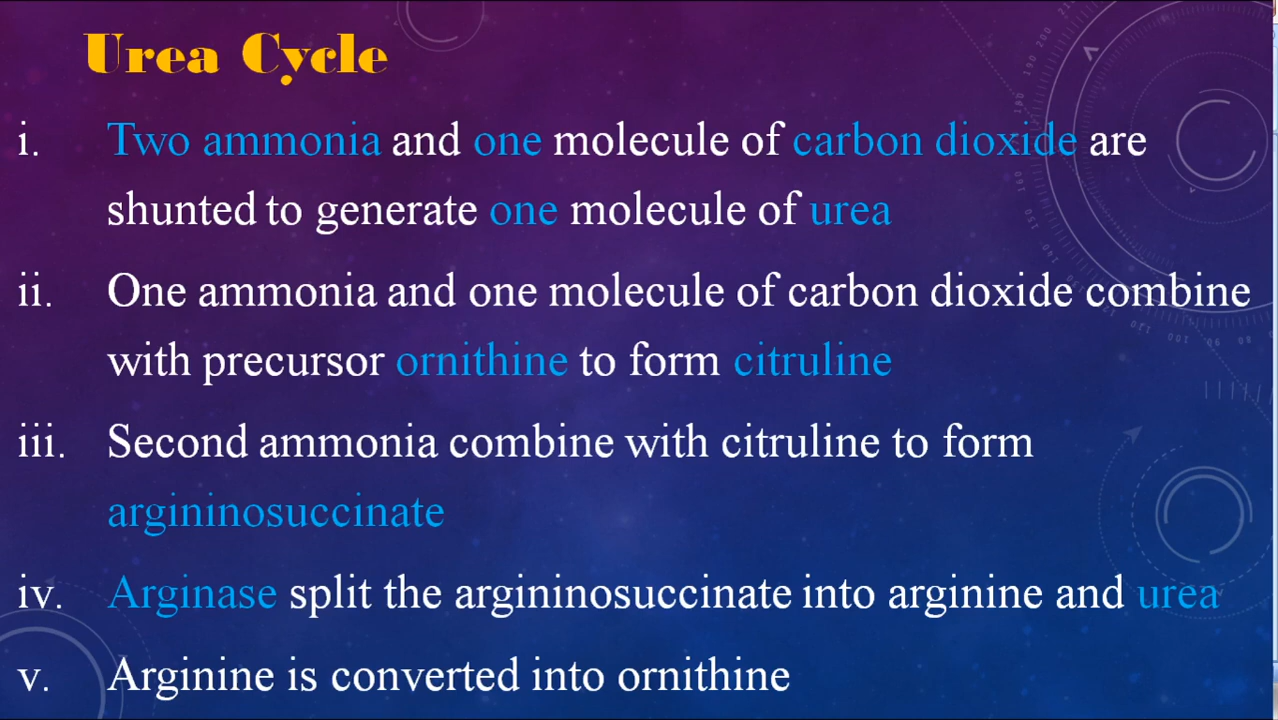 Urea Cycle
i. Two ammonia and one molecule of carbon dioxide are
shunted to generate one molecule of urea
ii. One ammonia and one molecule of carbon dioxide combine
with precursor ornithine to form citruline
iii. Second ammonia combine with citruline to form
argininosuccinate
iv. Arginase split the argininosuccinate into arginine and urea
v. Arginine is converted into ornithine